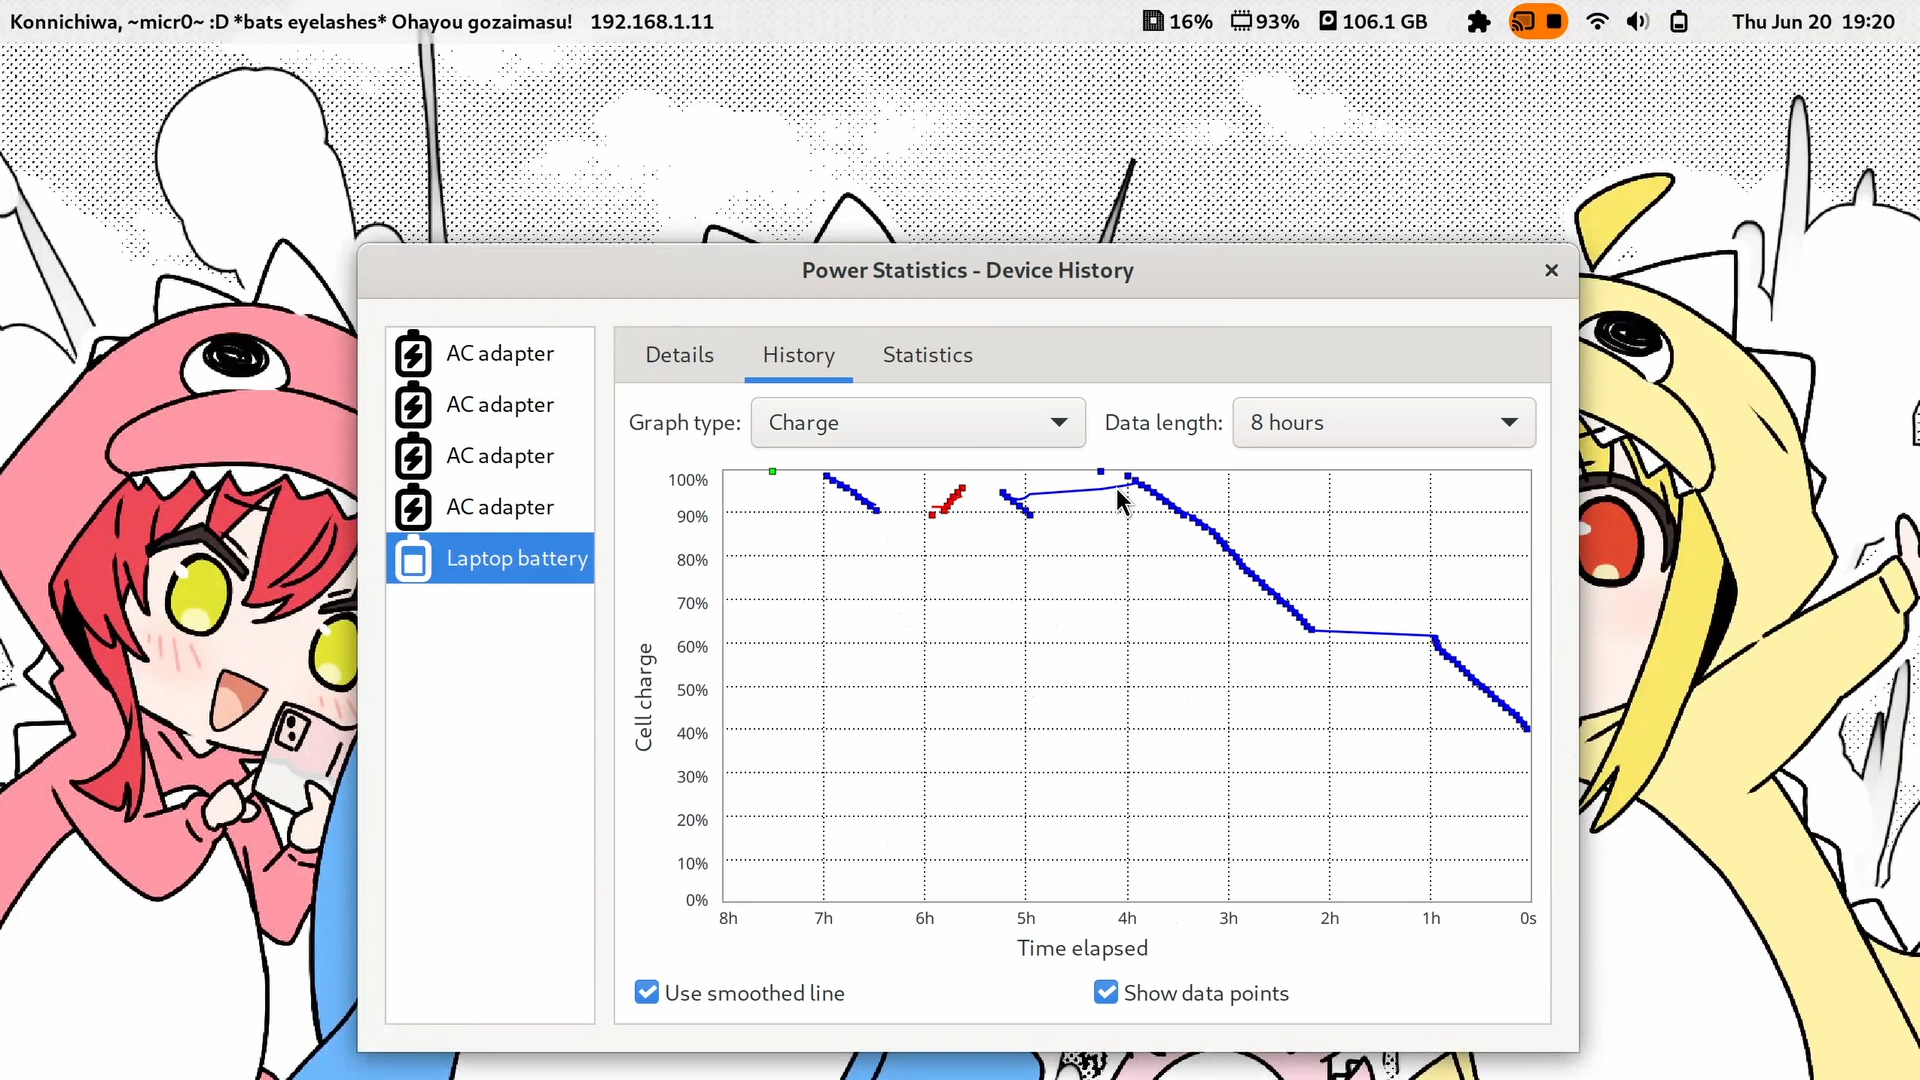 Konnichiwa, ~micr0~ :D *bats eyelashes* Ohayou gozaimasu! 192.168.1.11 16% 93% 106.1 GB Thu Jun 20 19:20
Power Statistics - Device History
AC adapter
AC adapter
AC adapter
AC adapter
Laptop battery
Details History Statistics
Graph type: Charge Data length: 8 hours
100%
90%
80%
70%
60%
50%
40%
30%
20%
10%
0%
Cell charge
8h 7h 6h 5h 4h 3h 2h 1h 0s
Time elapsed
Use smoothed line Show data points